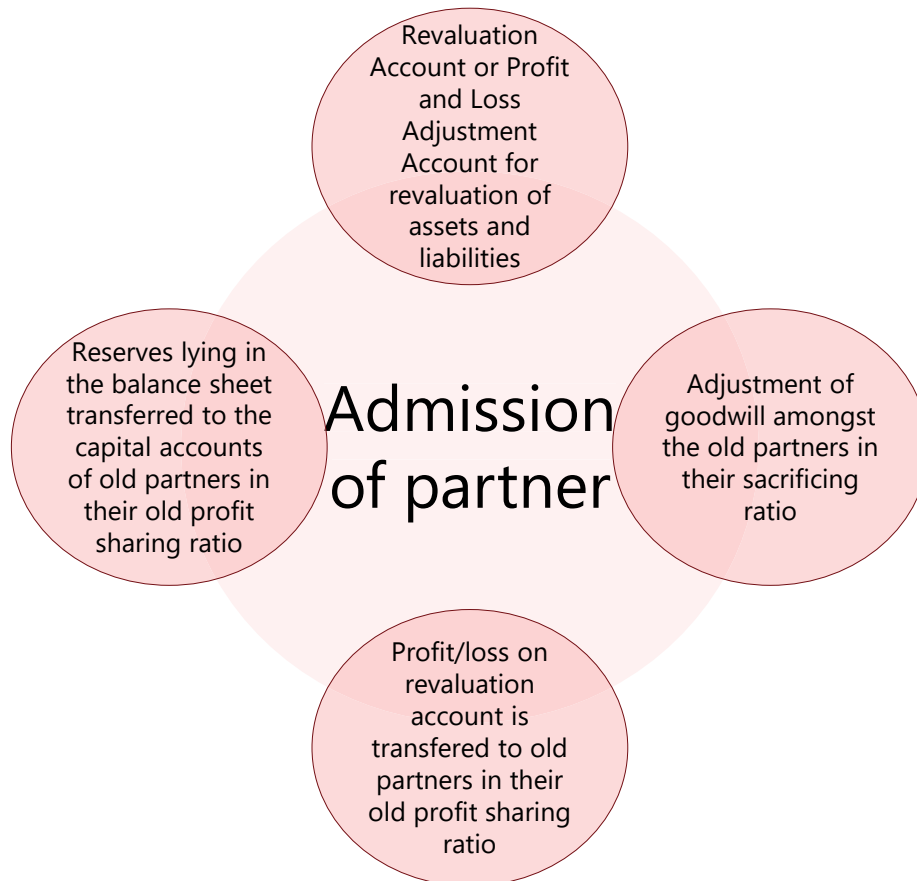 Revaluation
Account or Profit
and Loss
Adjustment
Account for
revaluation of
assets and
liabilities
Reserves lying in
the balance sheet
transferred to the
capital accounts
of old partners in
their old profit
sharing ratio
Admission
of partner
Adjustment of
goodwill amongst
the old partners in
their sacrificing
ratio
Profit/loss on
revaluation
account is
transfered to old
partners in their
old profit sharing
ratio